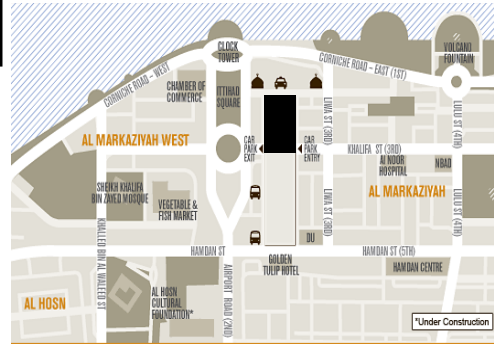 CLOCK
TOWER
VOLCANO
FOUNTAIN
CORNICHE ROAD – WEST
CORNICHE ROAD – EAST (1ST)
CHAMBER OF
COMMERCE
ITTIHAD
SQUARE
LIWA ST (3RD)
LULU ST (4TH)
AL MARKAZIYAH WEST
CAR
PARK
EXIT
CAR
PARK
ENTRY
KHALIFA ST (3RD)
Al NOOR
HOSPITAL
NBAD
SHEIKH KHALIFA
BIN ZAYED MOSQUE
AL MARKAZIYAH
VEGETABLE &
FISH MARKET
LIWA ST (3RD)
LULU ST (4TH)
KHALEED BIN AL WALEED ST
DU
HAMDAN ST
HAMDAN ST (5TH)
GOLDEN
TULIP HOTEL
HAMDAN CENTRE
AIRPORT ROAD (2ND)
AL HOSN
AL HOSN
CULTURAL
FOUNDATION*
*Under Construction